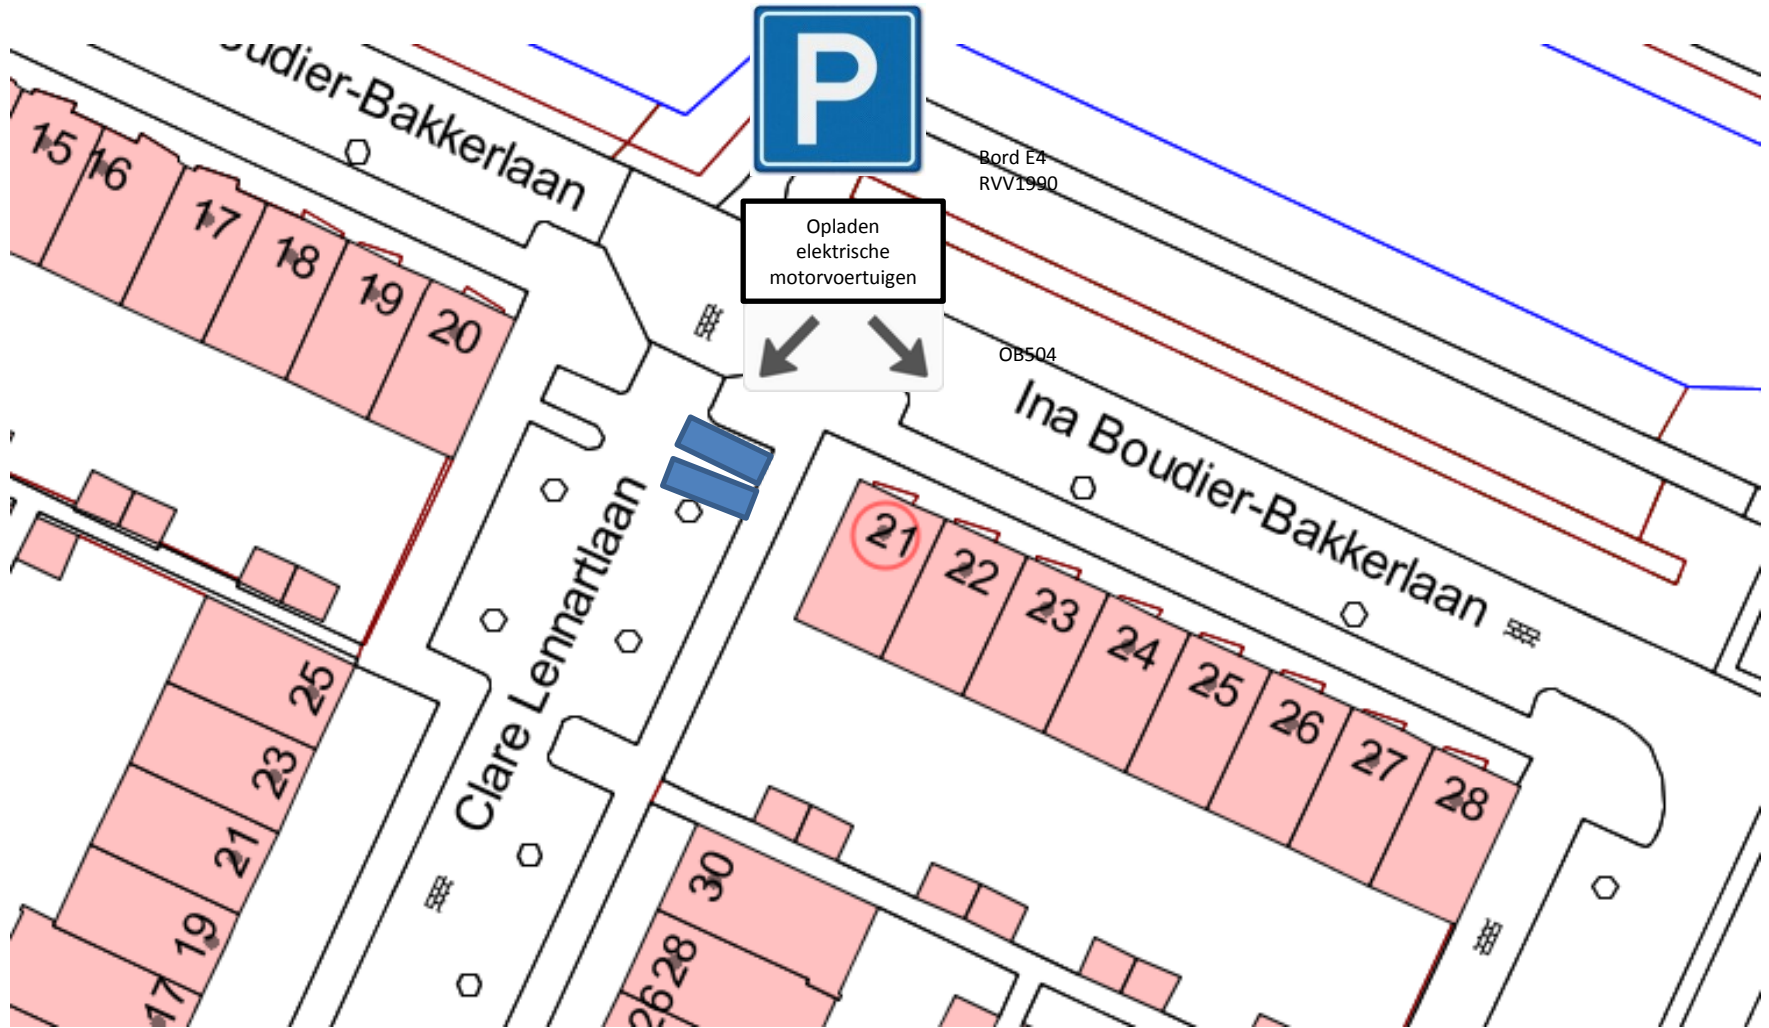 P
oudier-Bakkerlaan
Bord E4
RVV1990
Opladen
elektrische
motorvoertuigen
OB504
Ina Boudier-Bakkerlaan
Clare Lennartlaan
15
16
17
18
19
20
21
22
23
24
25
26
27
28
25
23
21
19
17
30
28
26